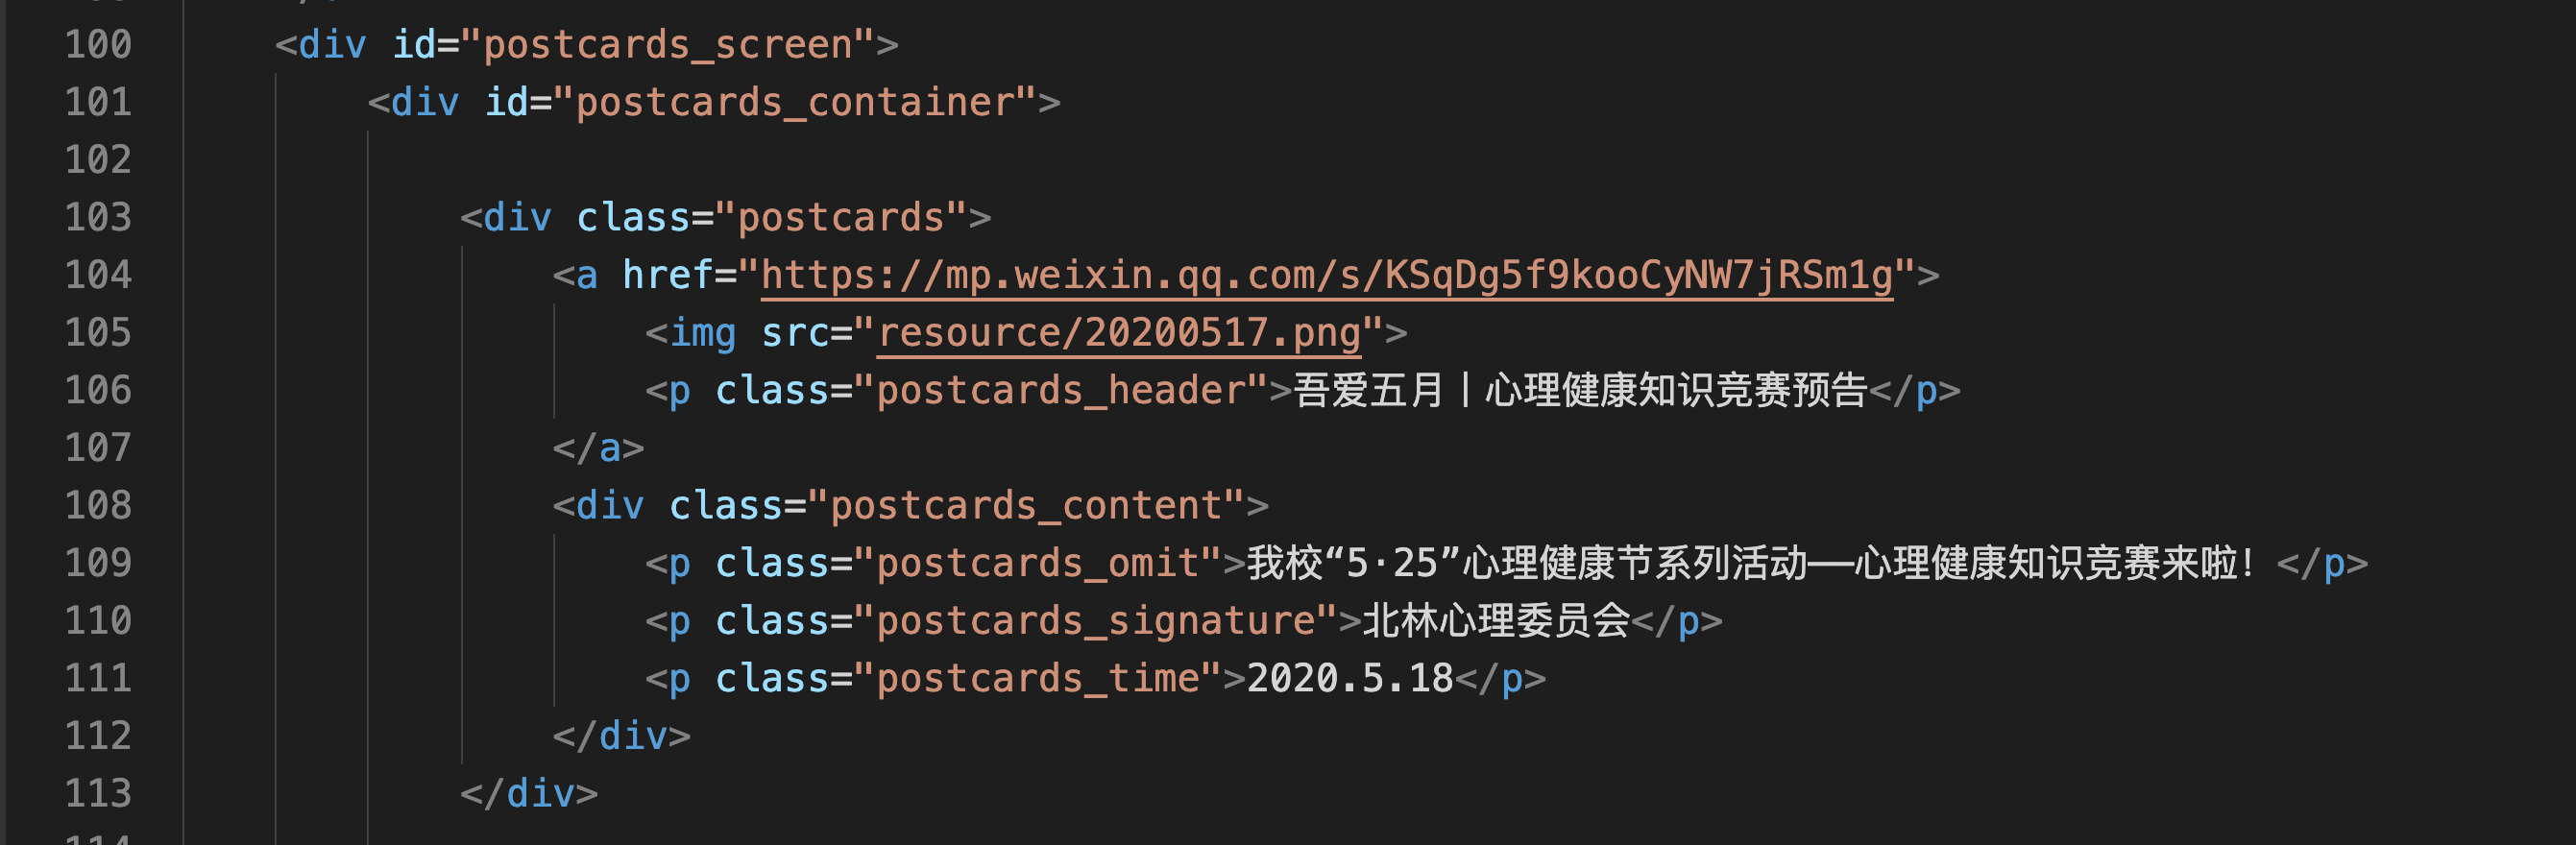 100 <div id="postcards_screen">
101 <div id="postcards_container">
102
103 <div class="postcards">
104 <a href="https://mp.weixin.qq.com/s/KSqDg5f9kooCyNW7jRSm1g">
105 <img src="resource/20200517.png">
106 <p class="postcards_header">吾爱五月丨心理健康知识竞赛预告</p>
107 </a>
108 <div class="postcards_content">
109 <p class="postcards_omit">我校“5·25”心理健康节系列活动——心理健康知识竞赛来啦！</p>
110 <p class="postcards_signature">北林心理委员会</p>
111 <p class="postcards_time">2020.5.18</p>
112 </div>
113 </div>